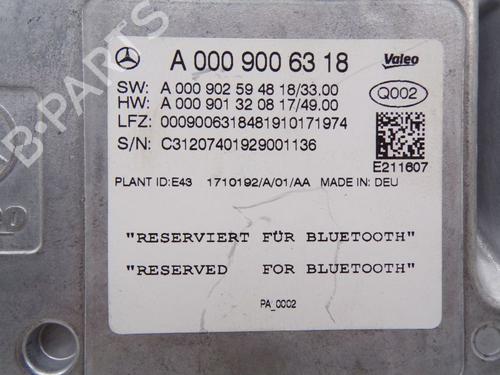 A 000 900 63 18
Valeo
SW: A 000 902 59 48 18/33.00
HW: A 000 901 32 08 17/49.00
Q002
LFZ: 0009006318481910171974
S/N: C31207401929001136
E211607
PLANT ID:E43 1710192/A/01/AA MADE IN: DEU
"RESERVIERT FÜR BLUETOOTH"
"RESERVED FOR BLUETOOTH"
PA_0002